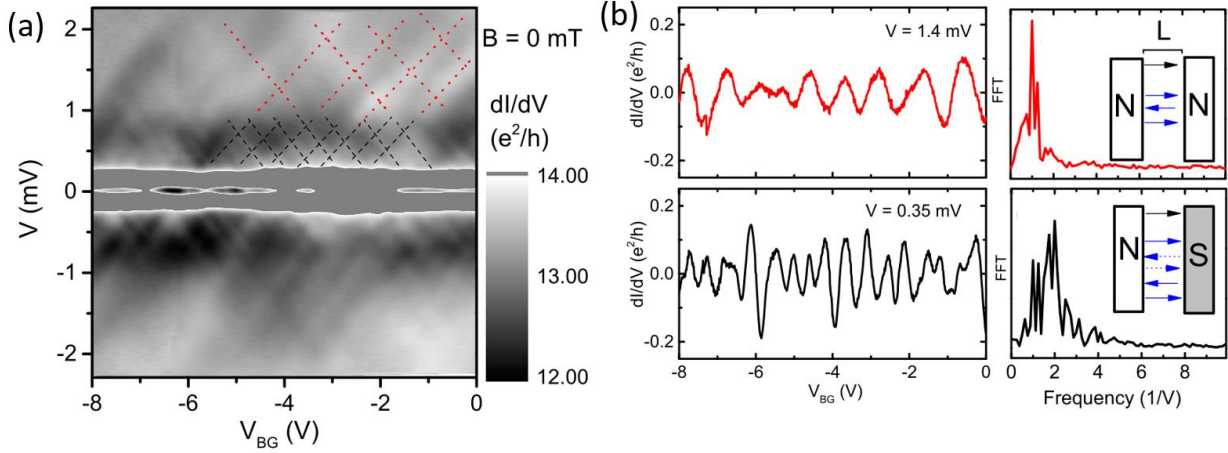 (a)
B = 0 mT
dI/dV
(e²/h)
14.00
13.00
12.00
V (mV)
2
1
0
-1
-2
-8
-6
-4
-2
0
V_BG (V)
(b)
dI/dV (e²/h)
0.2
0.0
-0.2
V = 1.4 mV
FFT
L
N
N
dI/dV (e²/h)
0.2
0.0
-0.2
V = 0.35 mV
-8
-6
-4
-2
0
V_BG (V)
FFT
N
S
0
2
4
6
8
Frequency (1/V)